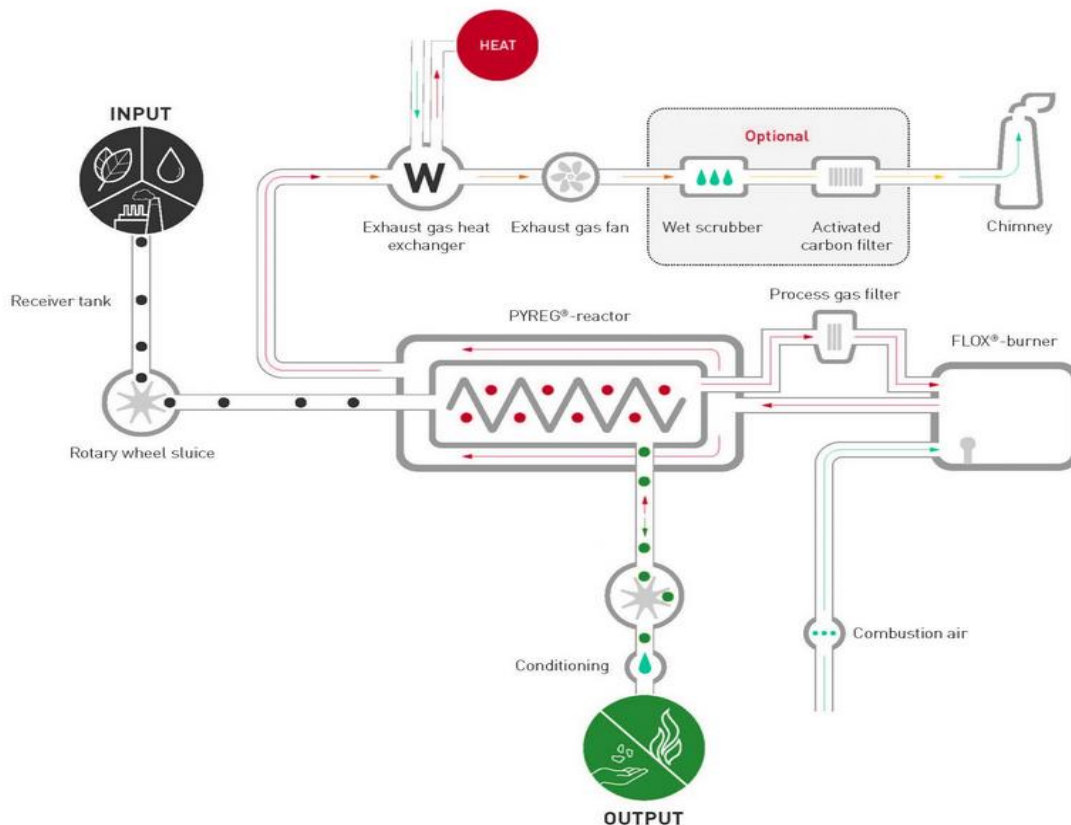 HEAT
INPUT
Optional
W
Exhaust gas heat
exchanger
Exhaust gas fan
Wet scrubber
Activated
carbon filter
Chimney
Receiver tank
Process gas filter
PYREG®-reactor
FLOX®-burner
Rotary wheel sluice
Combustion air
Conditioning
OUTPUT